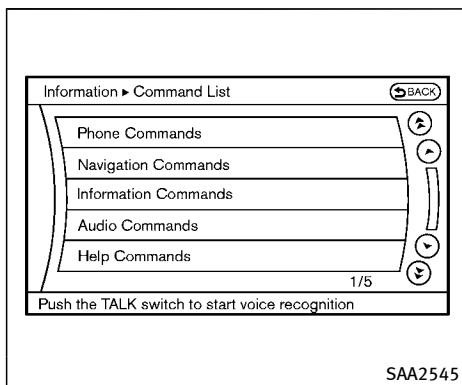 Information ▸ Command List
BACK
Phone Commands
Navigation Commands
Information Commands
Audio Commands
Help Commands
1/5
Push the TALK switch to start voice recognition
SAA2545